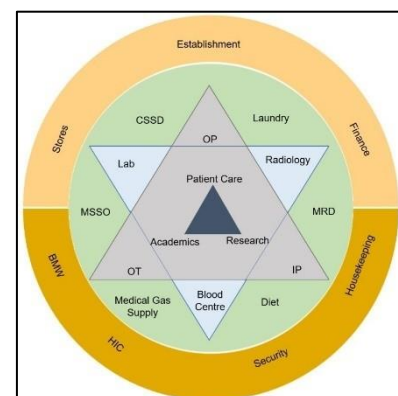 Establishment
Stores
Finance
CSSD
Laundry
OP
Lab
Radiology
Patient Care
MSSO
MRD
Academics
Research
OT
IP
BMW
Housekeeping
Medical Gas
Supply
Blood
Centre
Diet
HIC
Security